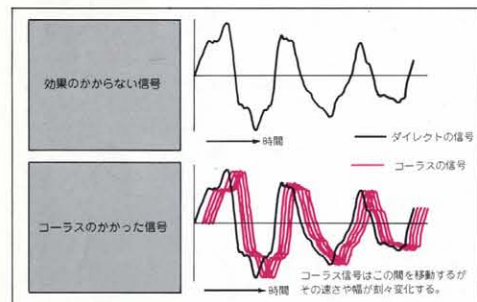 効果のかからない信号
時間
ダイレクトの信号
コーラスの信号
コーラスのかかった信号
時間
コーラス信号はこの間を移動するが
その速さや幅が刻々変化する。